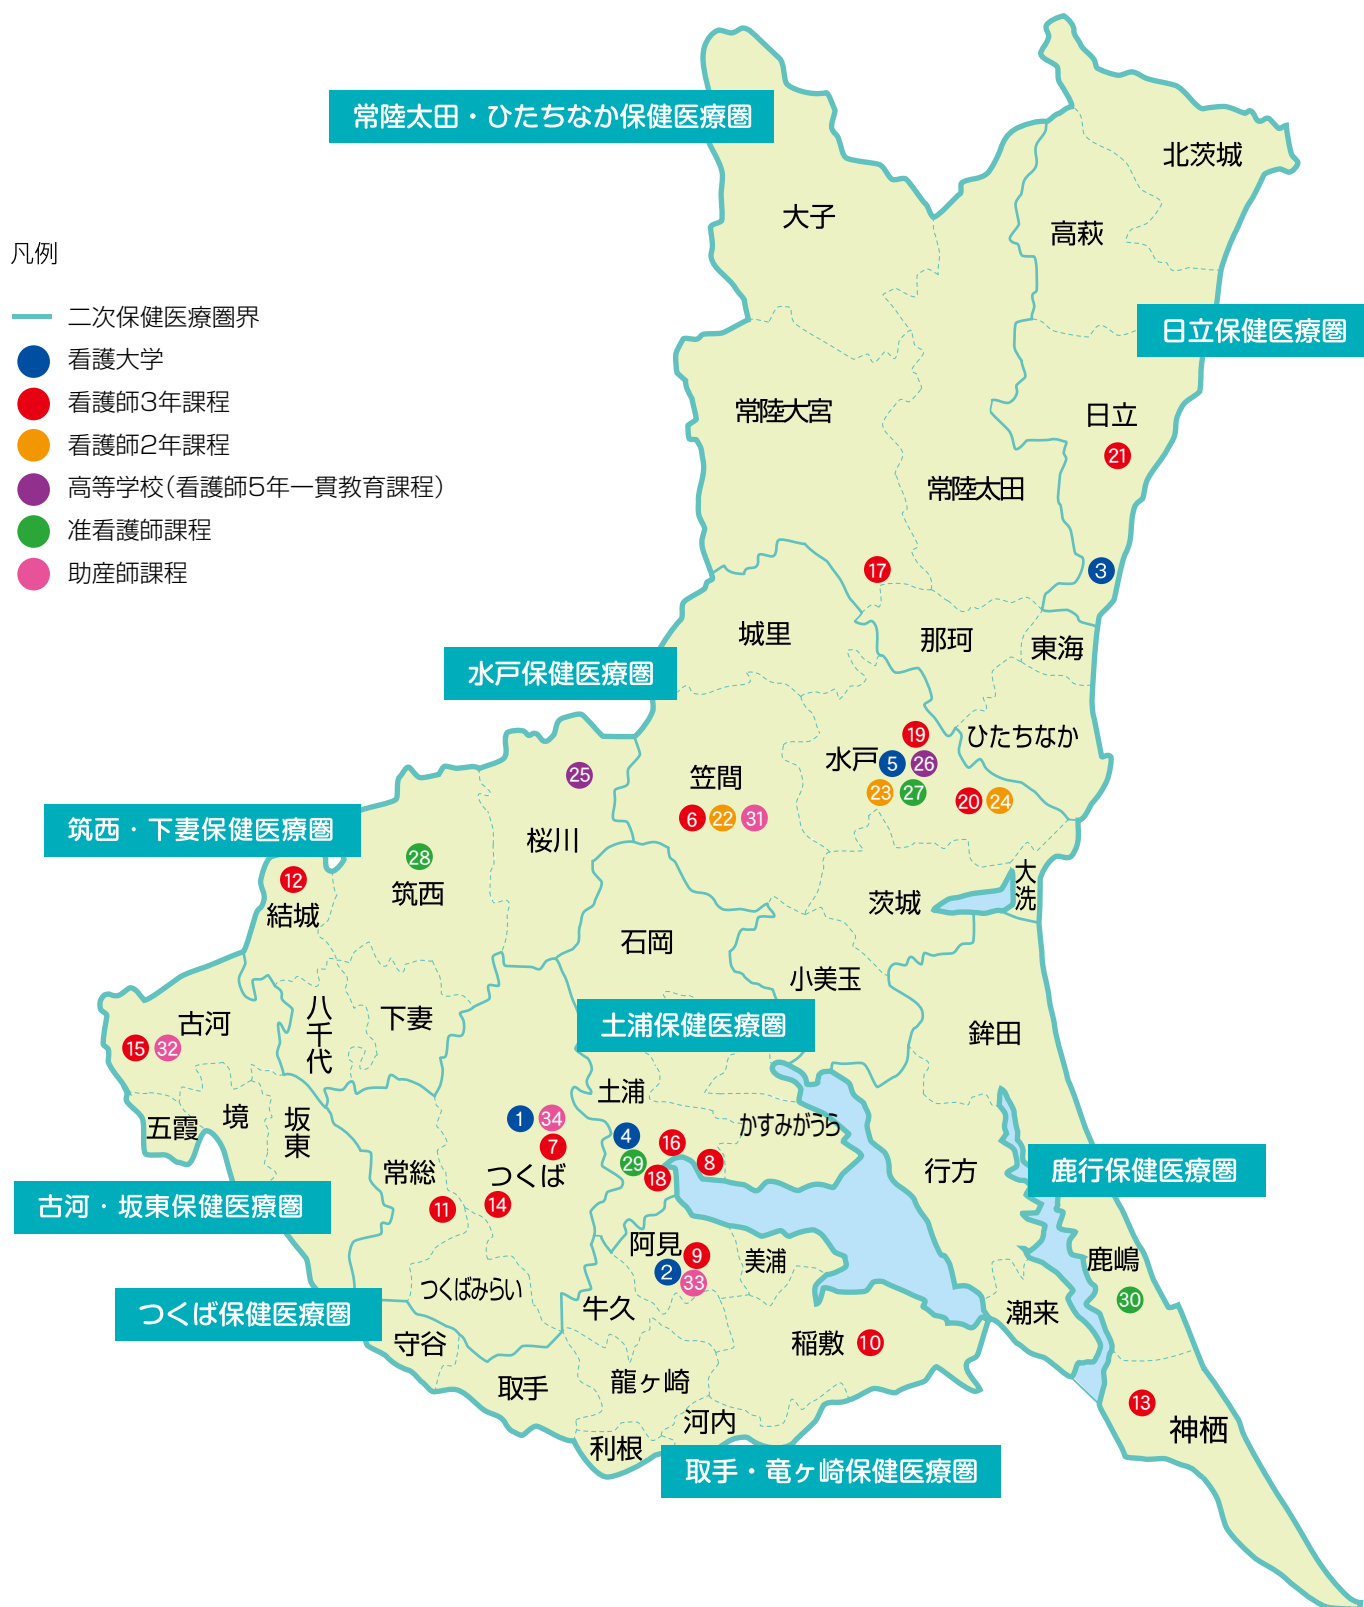 常陸太田・ひたちなか保健医療圏
北茨城
大子
高萩
凡例
二次保健医療圏界
看護大学
看護師3年課程
看護師2年課程
高等学校(看護師5年一貫教育課程)
准看護師課程
助産師課程
日立保健医療圏
常陸大宮
日立
21
常陸太田
17
3
城里
那珂
東海
水戸保健医療圏
19
ひたちなか
水戸
5
26
23
27
20
24
笠間
6
22
31
25
桜川
筑西・下妻保健医療圏
28
筑西
12
結城
大洗
茨城
石岡
小美玉
土浦保健医療圏
鉾田
八千代
下妻
古河
15
32
五霞
境
坂東
土浦
かすみがうら
1
34
7
つくば
14
4
29
16
18
8
常総
11
行方
鹿行保健医療圏
古河・坂東保健医療圏
阿見
9
2
33
美浦
鹿嶋
30
つくばみらい
つくば保健医療圏
牛久
潮来
守谷
稲敷
10
取手
龍ヶ崎
河内
利根
13
神栖
取手・竜ヶ崎保健医療圏